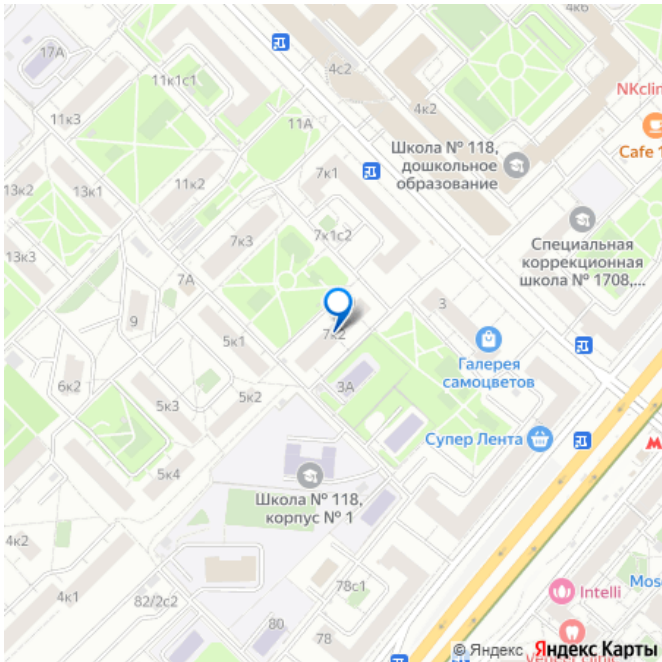 4к6
17А
4с2
11к1с1
NKclin
4к2
11к3
11А
Школа № 118,
дошкольное
образование
Cafe 1
7к1
13к2
13к1
11к2
7к3
7к1с2
Специальная
коррекционная
школа № 1708,...
13к3
7А
3
9
7к2
5к1
Галерея
самоцветов
6к2
3А
5к2
5к3
Супер Лента
М
5к4
Школа № 118,
корпус № 1
4к2
78с1
Intelli
Mos
4к1
82/2с2
80
78
© Яндекс Яндекс Карты